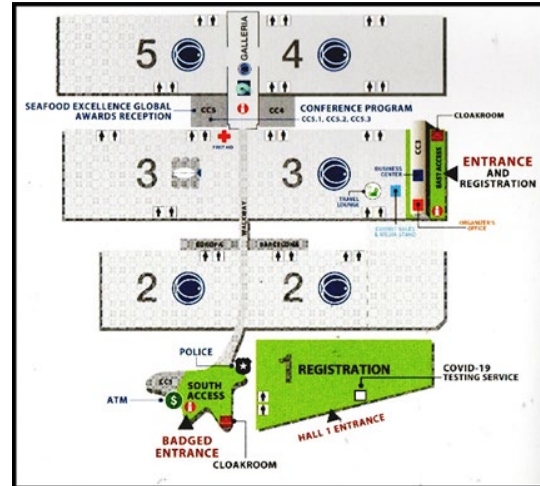 5
GALLERIA
4
SEAFOOD EXCELLENCE GLOBAL
AWARDS RECEPTION
CC5
CC4
CONFERENCE PROGRAM
CC5.1, CC5.2, CC5.3
CLOAKROOM
FIRST AID
3
3
BUSINESS
CENTER
CC3
EAST ACCESS
ENTRANCE
AND
REGISTRATION
TRAVEL
LOUNGE
ORGANIZER'S
OFFICE
WALKWAY
EUROPA
BARCELONA
2
2
POLICE
1 REGISTRATION
COVID-19
TESTING SERVICE
CC1
SOUTH
ACCESS
ATM
$
BADGED
ENTRANCE
HALL 1 ENTRANCE
CLOAKROOM